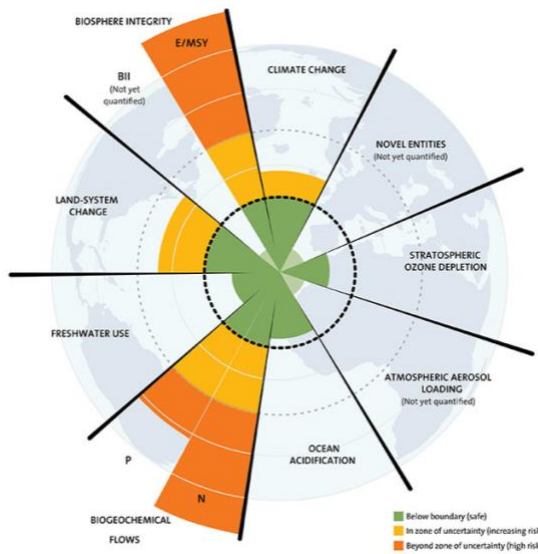 BIOSPHERE INTEGRITY
E/MSY
CLIMATE CHANGE
BII
(Not yet
quantified)
NOVEL ENTITIES
(Not yet quantified)
LAND-SYSTEM
CHANGE
STRATOSPHERIC
OZONE DEPLETION
FRESHWATER USE
ATMOSPHERIC AEROSOL
LOADING
(Not yet quantified)
P
OCEAN
ACIDIFICATION
N
BIOGEOCHEMICAL
FLOWS
Below boundary (safe)
In zone of uncertainty (increasing risk
Beyond zone of uncertainty (high risk